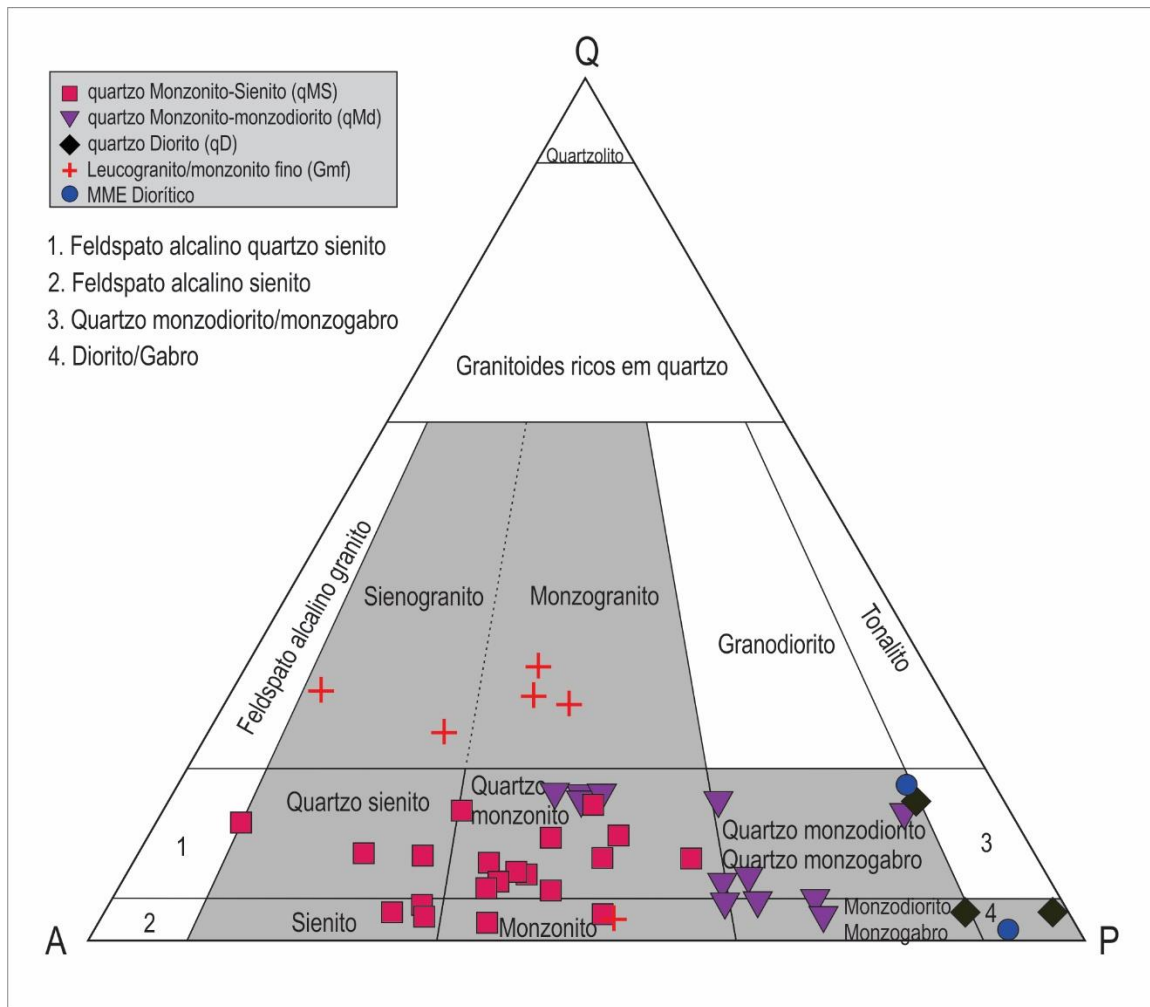 Q
quartzo Monzonito-Sienito (qMS)
quartzo Monzonito-monzodiorito (qMd)
quartzo Diorito (qD)
Leucogranito/monzonito fino (Gmf)
MME Diorítico
Quartzolito
1. Feldspato alcalino quartzo sienito
2. Feldspato alcalino sienito
3. Quartzo monzodiorito/monzogabro
4. Diorito/Gabro
Granitoides ricos em quartzo
Feldspato alcalino granito
Sienogranito
Monzogranito
Granodiorito
Tonalito
Quartzo sienito
Quartzo
monzonito
Quartzo monzodionto
Quartzo monzogabro
1
3
2
Sienito
Monzonito
Monzodiorito
Monzogabro
4
A
P